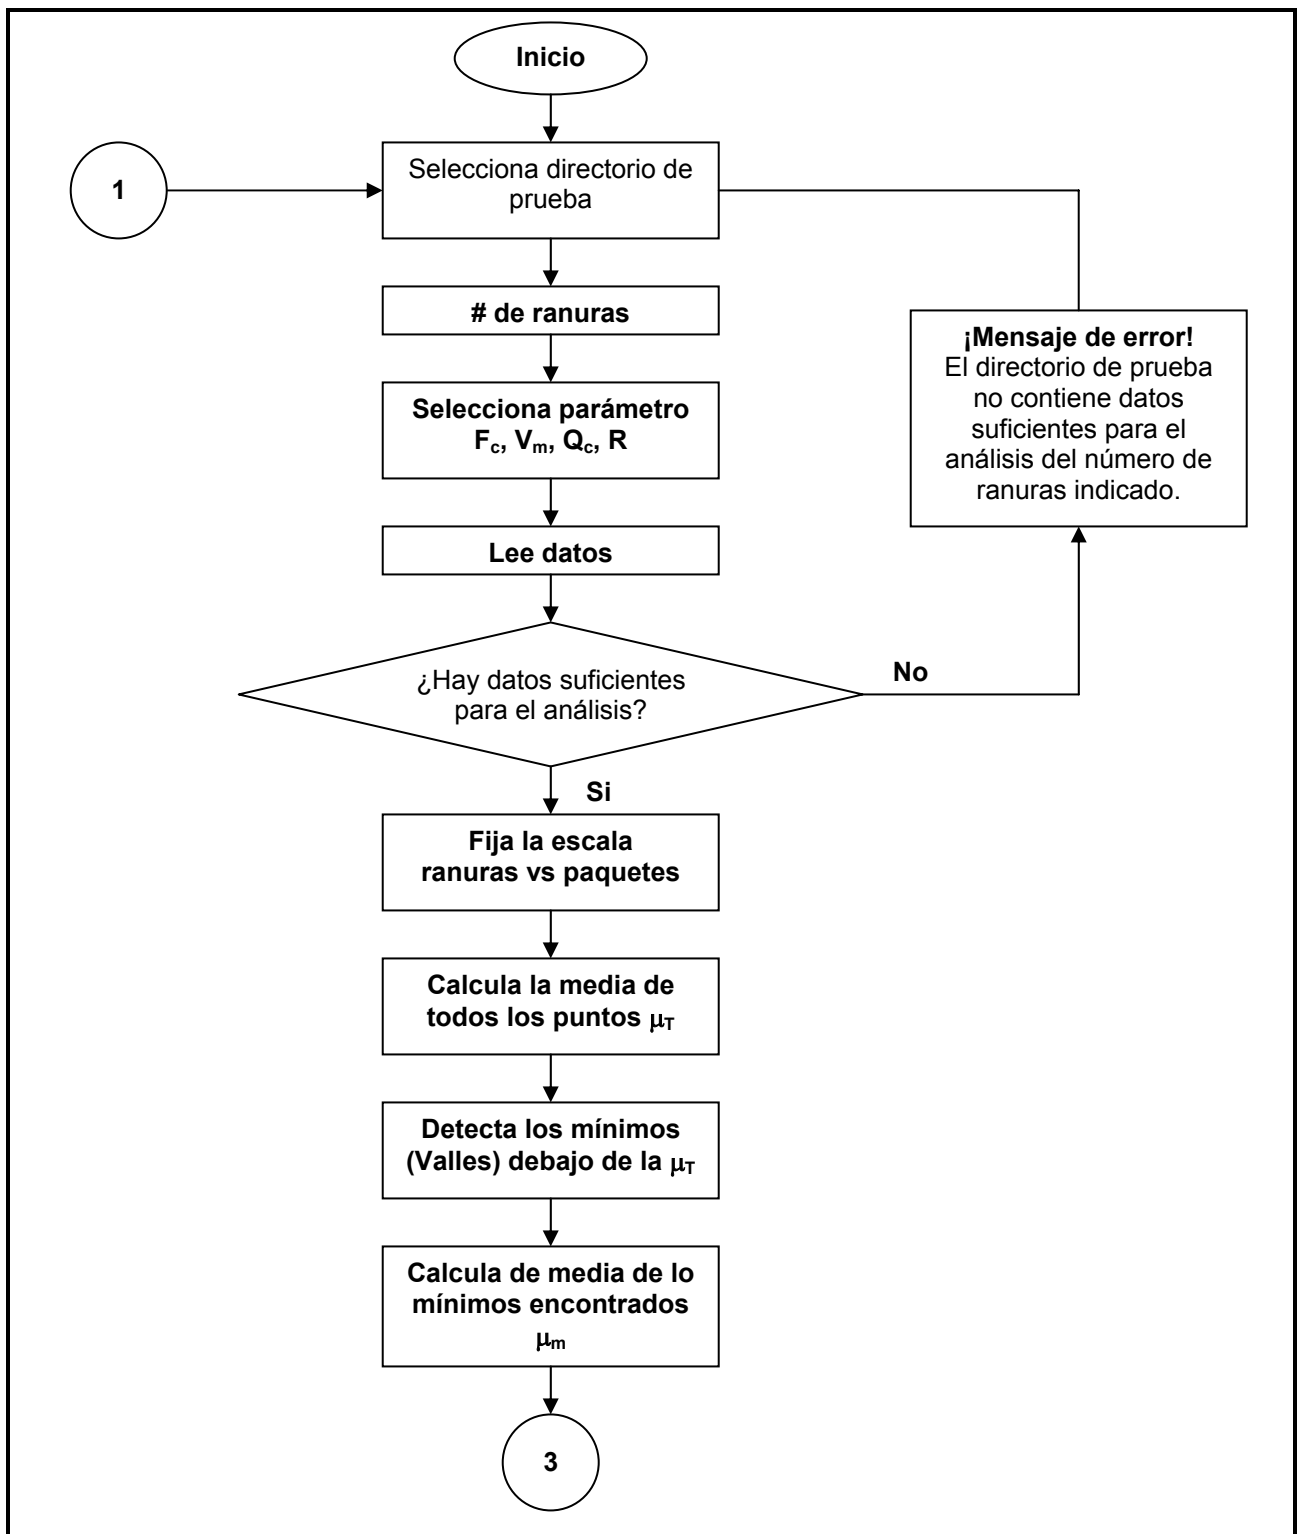 Inicio
1
Selecciona directorio de
prueba
# de ranuras
¡Mensaje de error!
El directorio de prueba
no contiene datos
suficientes para el
análisis del número de
ranuras indicado.
Selecciona parámetro
Fc, Vm, Qc, R
Lee datos
¿Hay datos suficientes
para el análisis?
No
Si
Fija la escala
ranuras vs paquetes
Calcula la media de
todos los puntos μT
Detecta los mínimos
(Valles) debajo de la μT
Calcula de media de lo
mínimos encontrados
μm
3